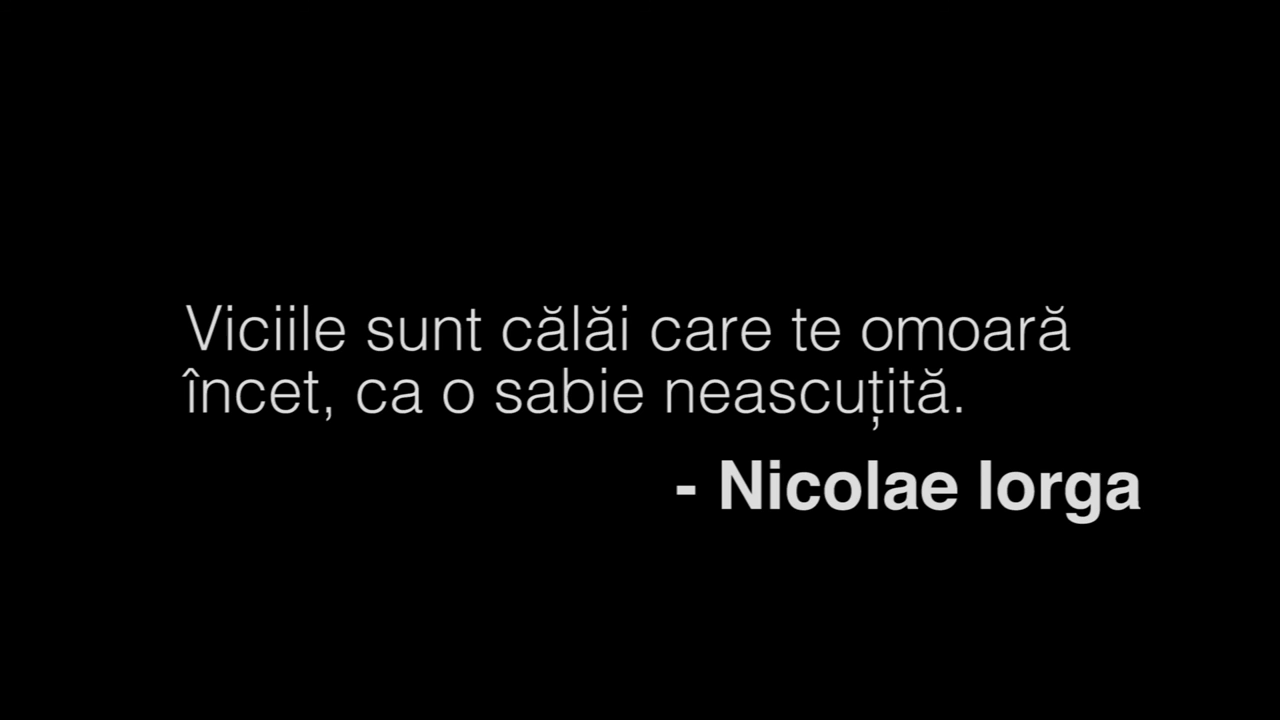 Viciile sunt călăi care te omoară
încet, ca o sabie neascuțită.
- Nicolae Iorga